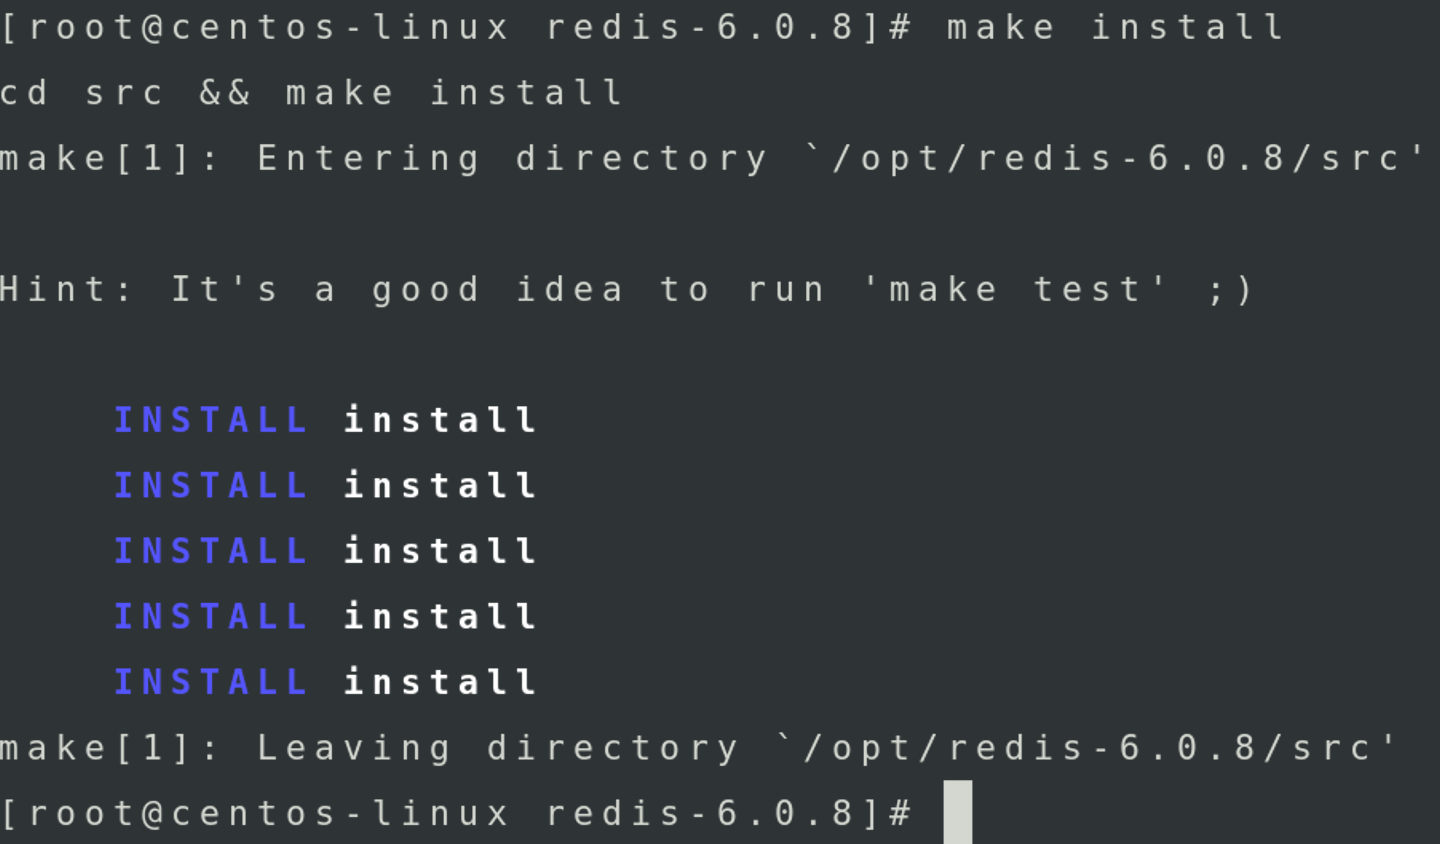 [root@centos-linux redis-6.0.8]# make install
cd src && make install
make[1]: Entering directory `/opt/redis-6.0.8/src'
Hint: It's a good idea to run 'make test' ;)
INSTALL install
INSTALL install
INSTALL install
INSTALL install
INSTALL install
make[1]: Leaving directory `/opt/redis-6.0.8/src'
[root@centos-linux redis-6.0.8]#